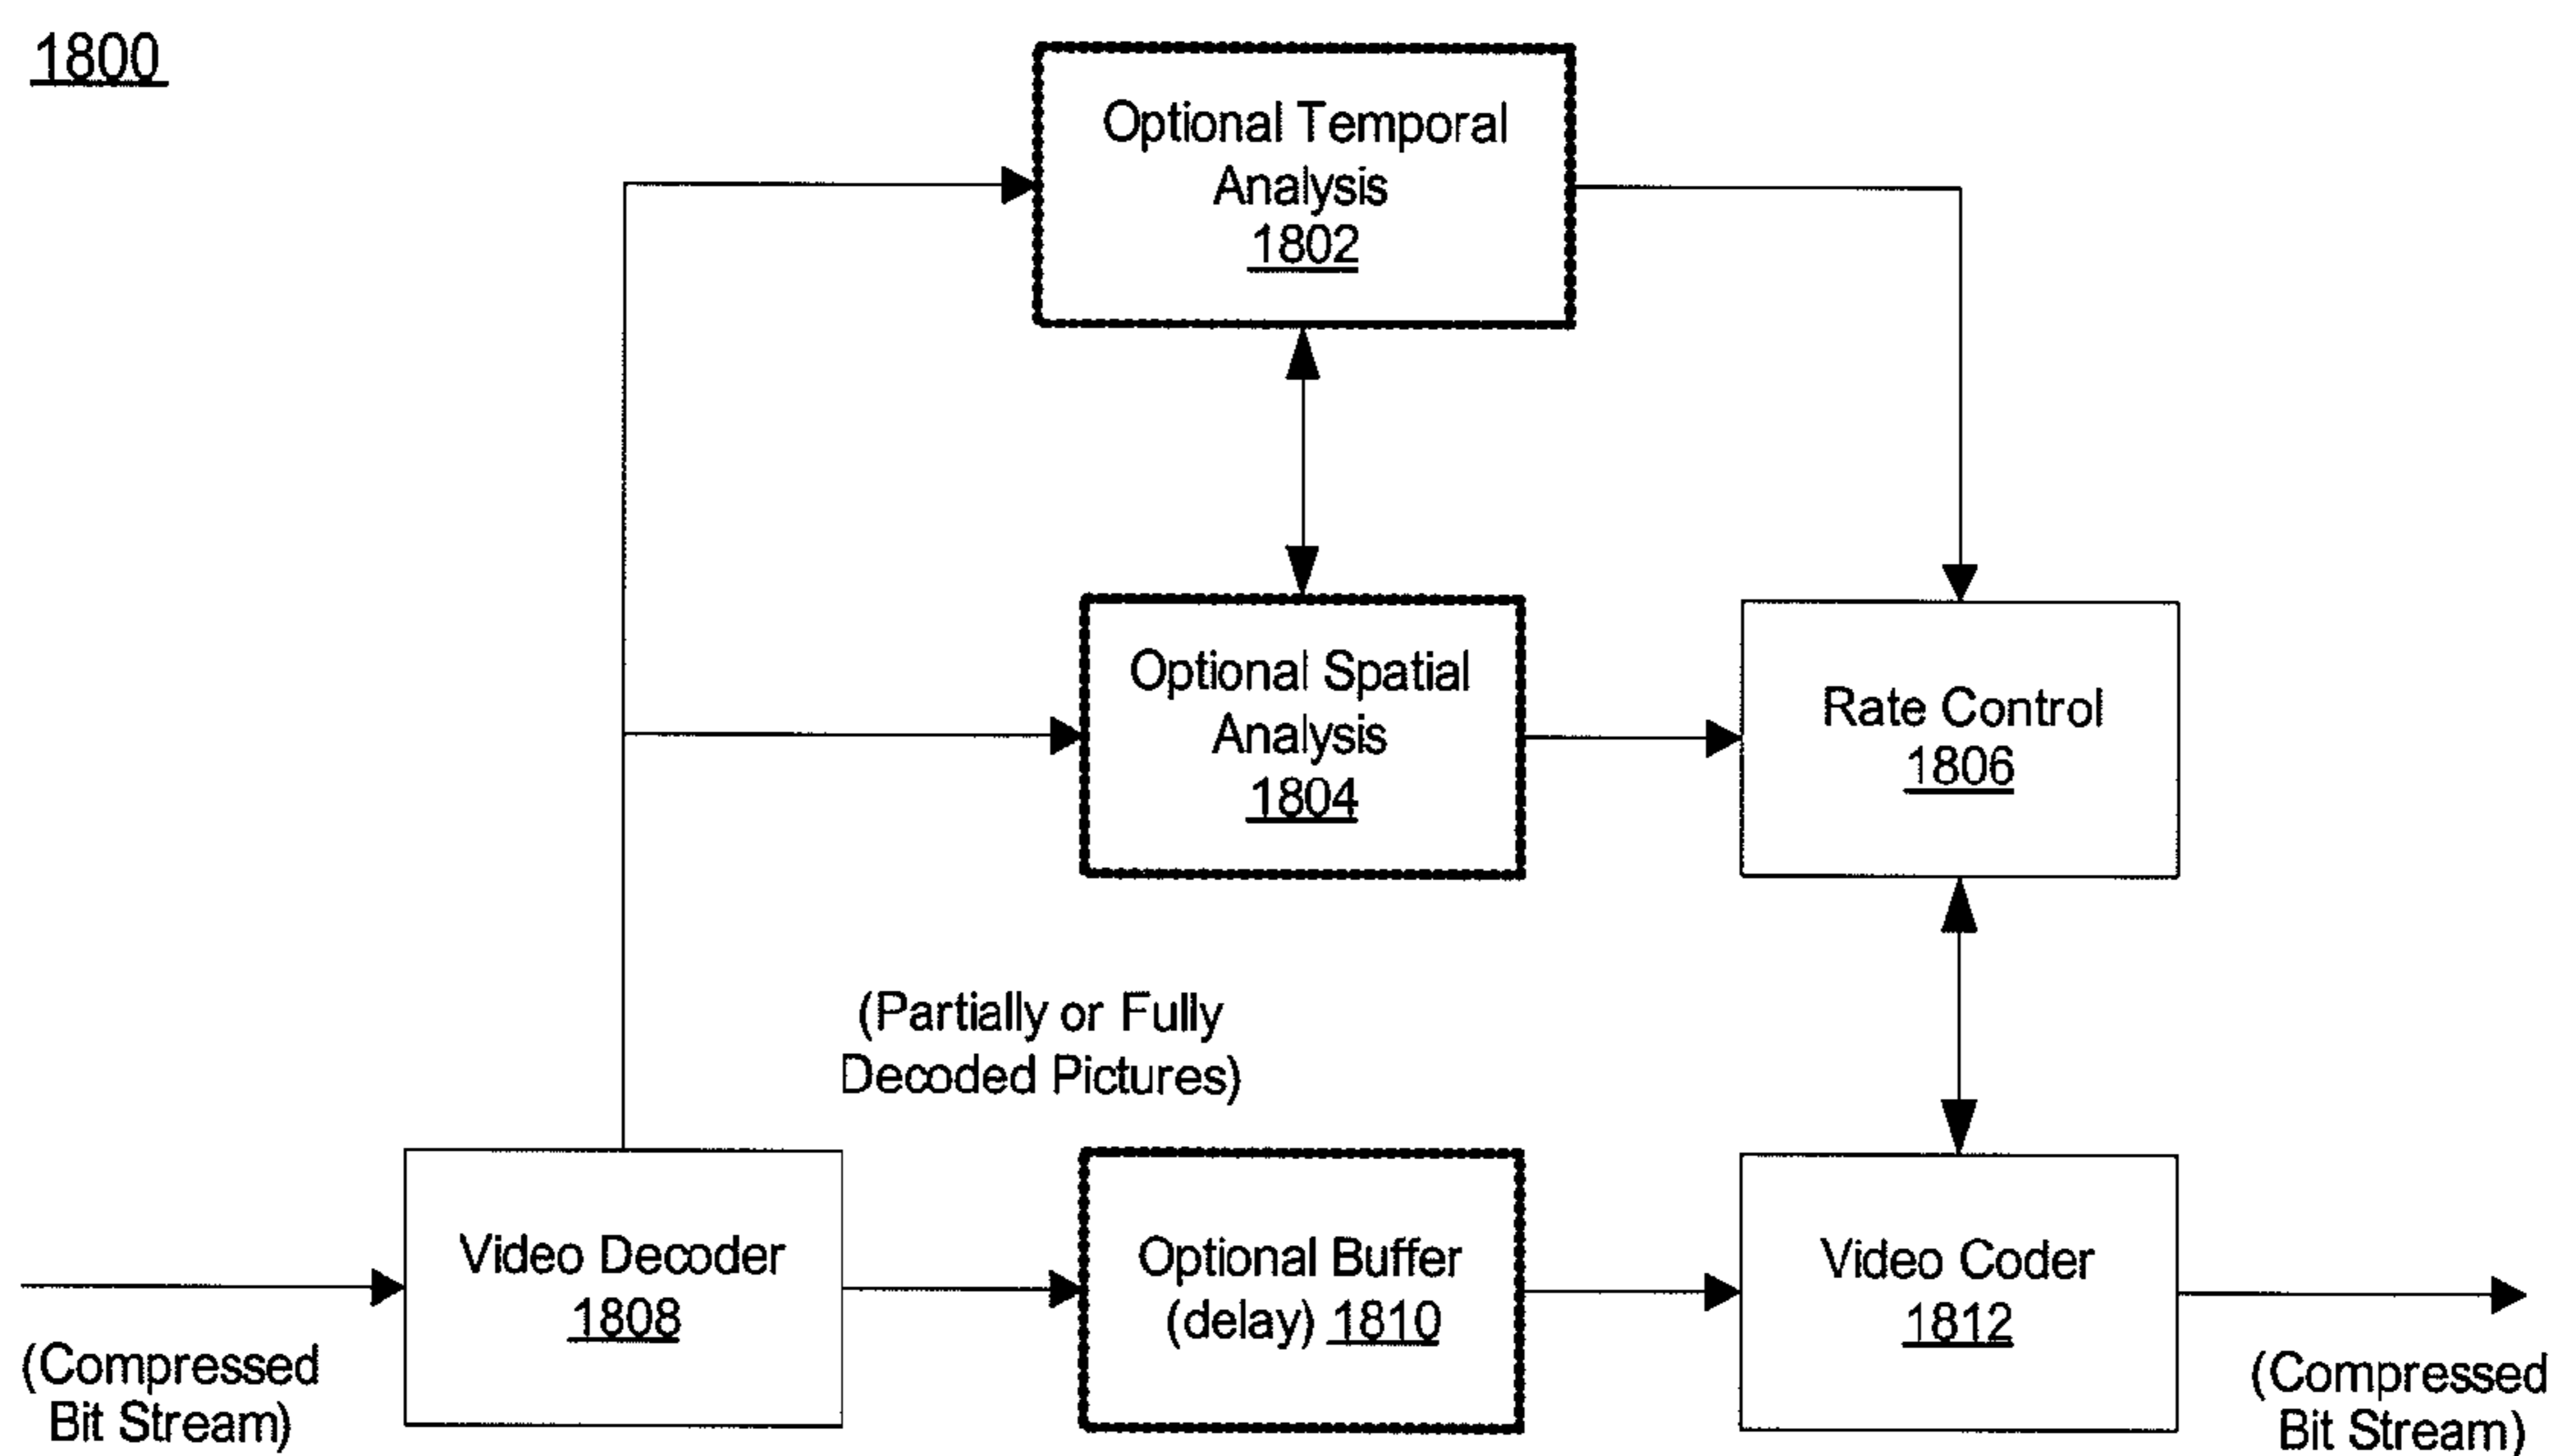 1800
Optional Temporal
Analysis
1802
Optional Spatial
Analysis
1804
Rate Control
1806
(Partially or Fully
Decoded Pictures)
Video Decoder
1808
Optional Buffer
(delay) 1810
Video Coder
1812
(Compressed
Bit Stream)
(Compressed
Bit Stream)